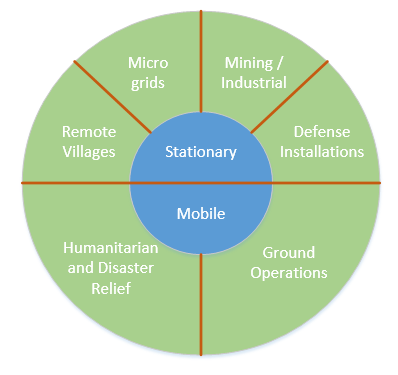 Micro
grids
Mining /
Industrial
Remote
Villages
Stationary
Defense
Installations
Mobile
Humanitarian
and Disaster
Relief
Ground
Operations